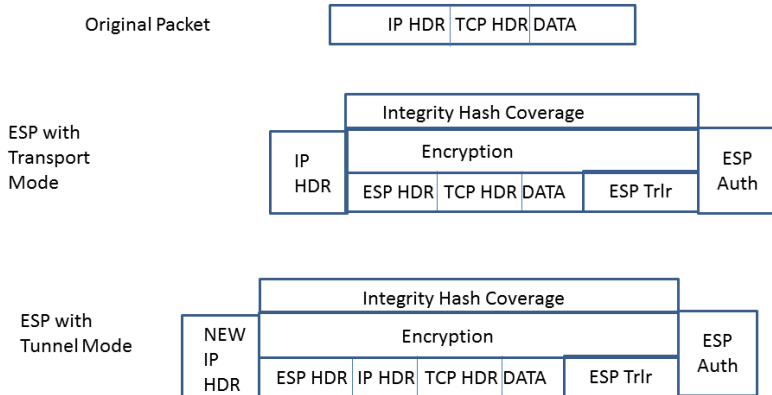 Original Packet
IP HDR TCP HDR DATA
ESP with
Transport
Mode
Integrity Hash Coverage
Encryption
IP
HDR
ESP HDR TCP HDR DATA ESP Trlr
ESP
Auth
ESP with
Tunnel Mode
Integrity Hash Coverage
Encryption
NEW
IP
HDR
ESP HDR IP HDR TCP HDR DATA ESP Trlr
ESP
Auth